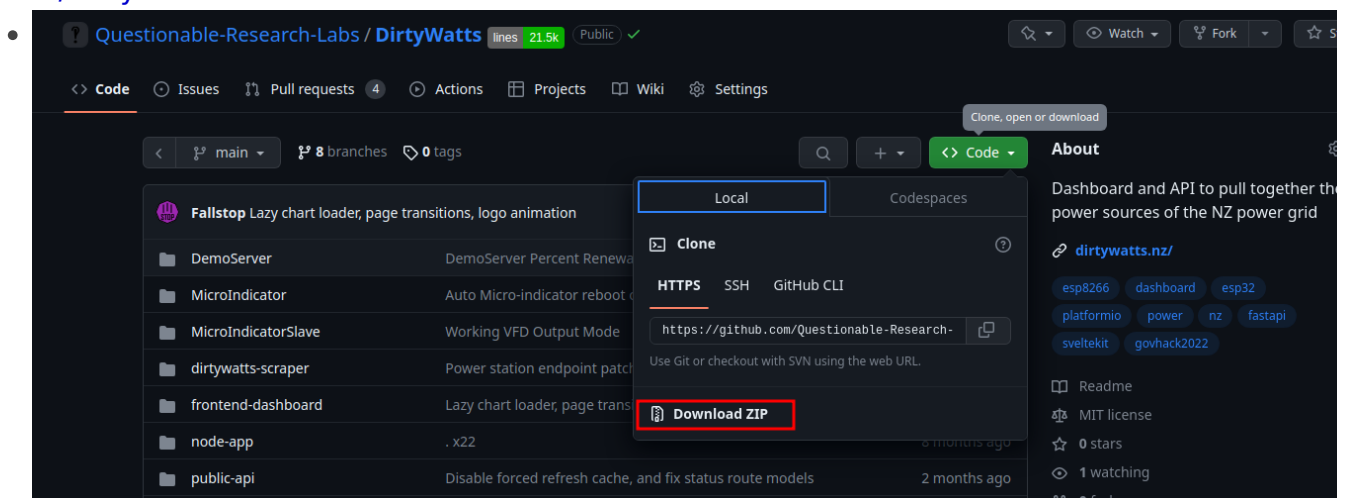 Questionable-Research-Labs / DirtyWatts lines 21.5k Public
Watch Fork
Code Issues Pull requests 4 Actions Projects Wiki Settings
Clone, open or download
main 8 branches 0 tags
Code
About
Local Codespaces
Dashboard and API to pull together the
power sources of the NZ power grid
Fallstop Lazy chart loader, page transitions, logo animation
Clone
dirtywatts.nz/
DemoServer DemoServer Percent
HTTPS SSH GitHub CLI
esp8266 dashboard esp32
MicroIndicator Auto Micro-indicator reboot
platformio power nz fastapi
https://github.com/Questionable-Research-
MicroIndicatorSlave Working VFD Output Mode
sveltekit govhack2022
Use Git or checkout with SVN using the web URL.
dirtywatts-scraper Power station endpoint
Readme
frontend-dashboard Lazy chart loader, page
Download ZIP
MIT license
node-app . x22 8 months ago
0 stars
public-api Disable forced refresh cache, and fix status route models 2 months ago
1 watching